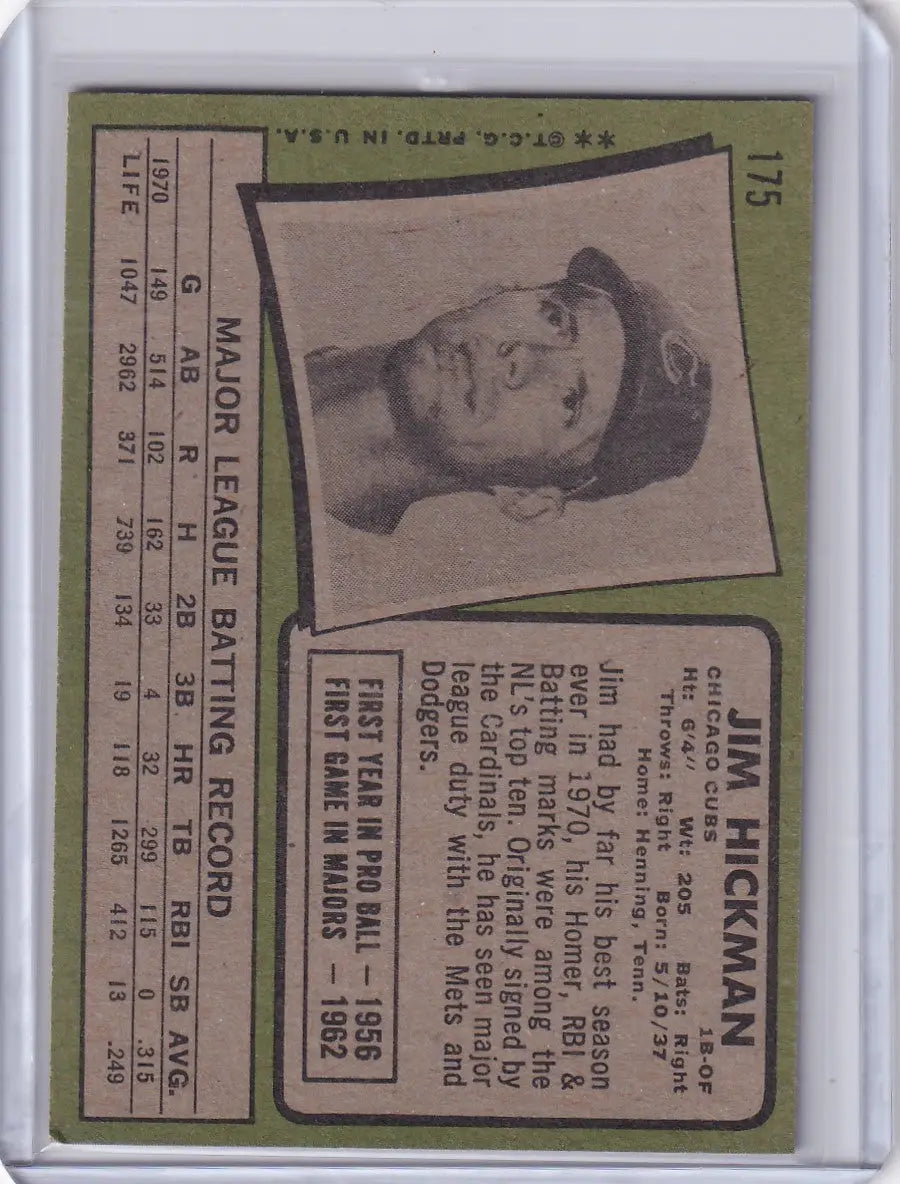 175
** ©T.C.G. PRTD. IN U.S.A.
JIM HICKMAN
CHICAGO CUBS 1B-OF
Ht: 6'4" Wt: 205 Bats: Right
Throws: Right Born: 5/10/37
Home: Henning, Tenn.
Jim had by far his best season
ever in 1970, his Homer, RBI &
Batting marks were among the
NL's top ten. Originally signed by
the Cardinals, he has seen major
league duty with the Mets and
Dodgers.
FIRST YEAR IN PRO BALL — 1956
FIRST GAME IN MAJORS — 1962
MAJOR LEAGUE BATTING RECORD
G AB R H 2B 3B HR TB RBI SB AVG.
1970 149 514 102 162 33 4 32 299 115 0 .315
LIFE 1047 2962 371 739 134 19 118 1265 412 13 .249